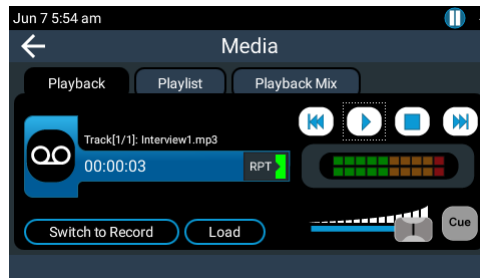 Jun 7 5:54 am
Media
Playback
Playlist
Playback Mix
Track[1/1]: Interview1.mp3
00:00:03
RPT
Switch to Record
Load
Cue